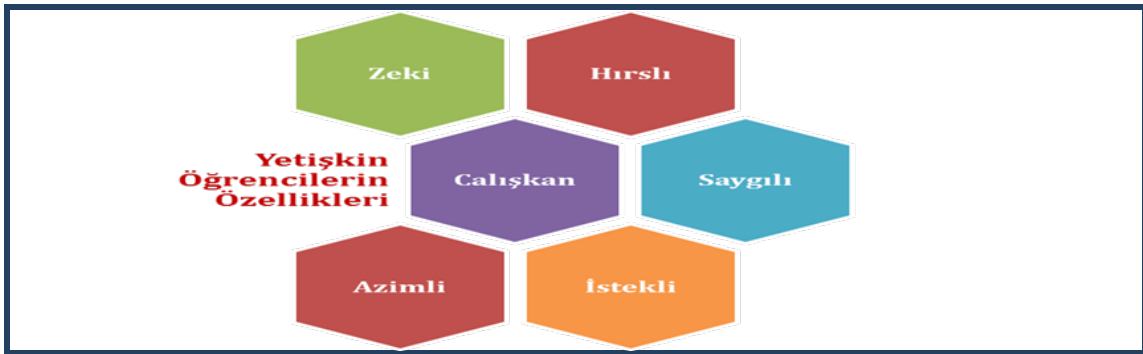 Zeki
Hırslı
Yetişkin
Öğrencilerin
Özellikleri
Calışkan
Saygılı
Azimli
İstekli